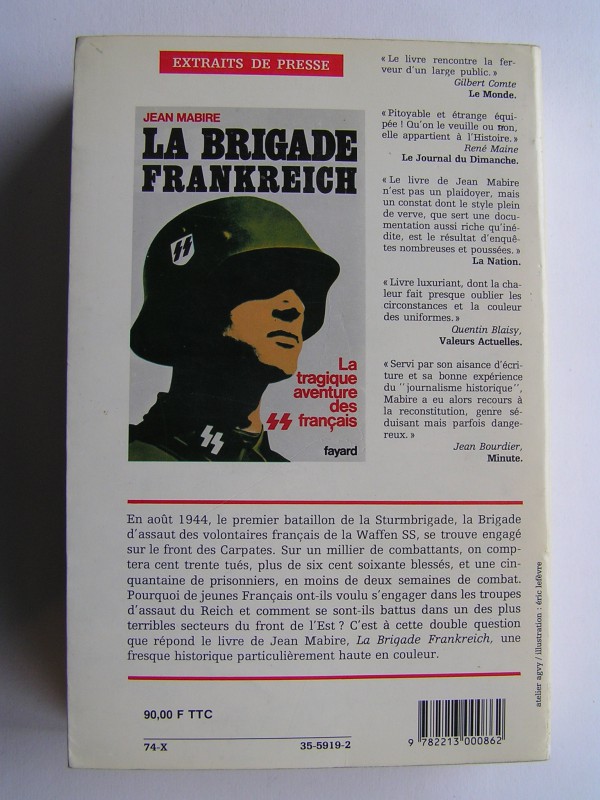 EXTRAITS DE PRESSE
JEAN MABIRE
LA BRIGADE
FRANKREICH
La
tragique
aventure
des
SS français
fayard
« Le livre rencontre la fer-
veur d'un large public. »
Gilbert Comte
Le Monde.
« Pitoyable et étrange équi-
pée ! Qu'on le veuille ou non,
elle appartient à l'Histoire. »
René Maine
Le Journal du Dimanche.
« Le livre de Jean Mabire
n'est pas un plaidoyer, mais
un constat dont le style plein
de verve, que sert une docu-
mentation aussi riche qu'iné-
dite, est le résultat d'enquê-
tes nombreuses et poussées. »
La Nation.
« Livre luxuriant, dont la cha-
leur fait presque oublier les
circonstances et la couleur
des uniformes. »
Quentin Blaisy,
Valeurs Actuelles.
« Servi par son aisance d'écri-
ture et sa bonne expérience
du ''journalisme historique'',
Mabire a eu alors recours à
la reconstitution, genre sé-
duisant mais parfois dange-
reux. »
Jean Bourdier,
Minute.
En août 1944, le premier bataillon de la Sturmbrigade, la Brigade
d'assaut des volontaires français de la Waffen SS, se trouve engagé
sur le front des Carpates. Sur un millier de combattants, on comp-
tera cent trente tués, plus de six cent soixante blessés, et une cin-
quantaine de prisonniers, en moins de deux semaines de combat.
Pourquoi de jeunes Français ont-ils voulu s'engager dans les troupes
d'assaut du Reich et comment se sont-ils battus dans un des plus
terribles secteurs du front de l'Est ? C'est à cette double question
que répond le livre de Jean Mabire, La Brigade Frankreich, une
fresque historique particulièrement haute en couleur.
atelier agvy / illustration : éric lefèvre
90,00 F TTC
74-X
35-5919-2
9 782213 000862